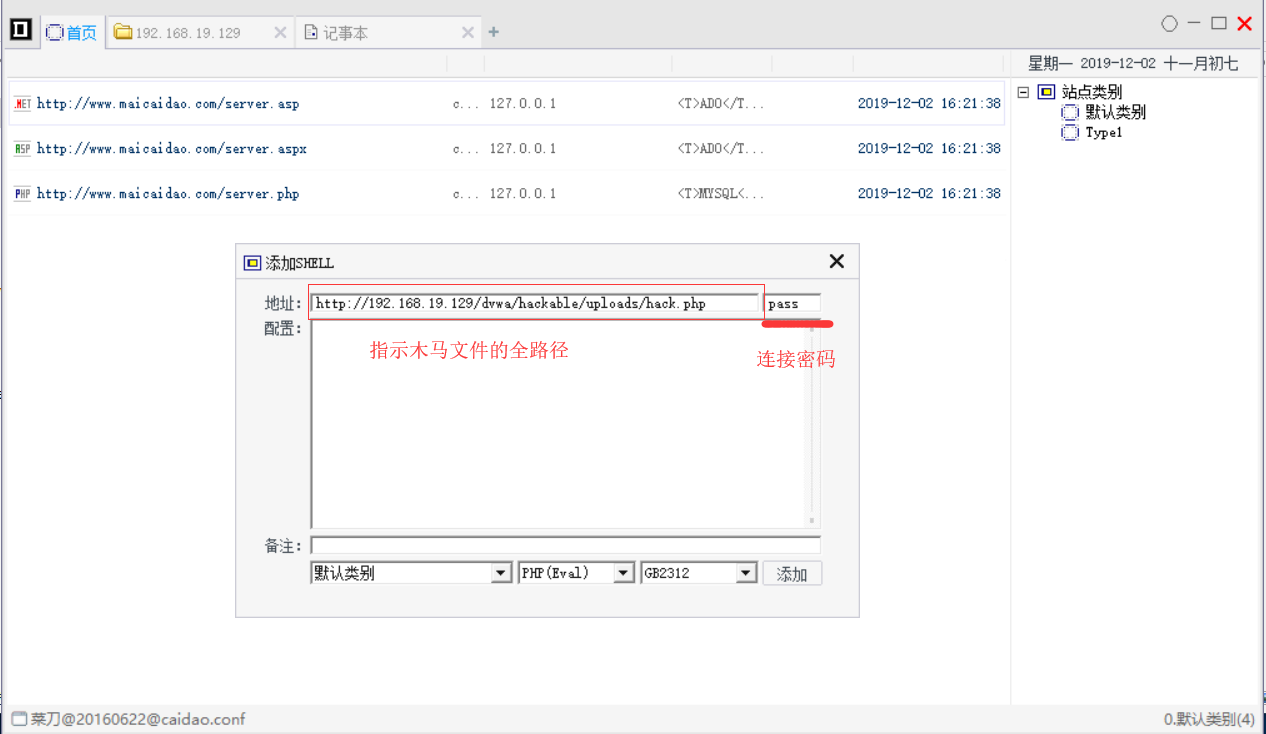 首页
192.168.19.129
记事本
星期一 2019-12-02 十一月初七
.NET http://www.maicaidao.com/server.asp c... 127.0.0.1 <T>ADO</T... 2019-12-02 16:21:38
ASP http://www.maicaidao.com/server.aspx c... 127.0.0.1 <T>ADO</T... 2019-12-02 16:21:38
PHP http://www.maicaidao.com/server.php c... 127.0.0.1 <T>MYSQL<... 2019-12-02 16:21:38
站点类别
默认类别
Type1
添加SHELL
地址: http://192.168.19.129/dvwa/hackable/uploads/hack.php pass
配置:
指示木马文件的全路径
连接密码
备注:
默认类别 PHP(Eval) GB2312 添加
菜刀@20160622@caidao.conf
0.默认类别(4)